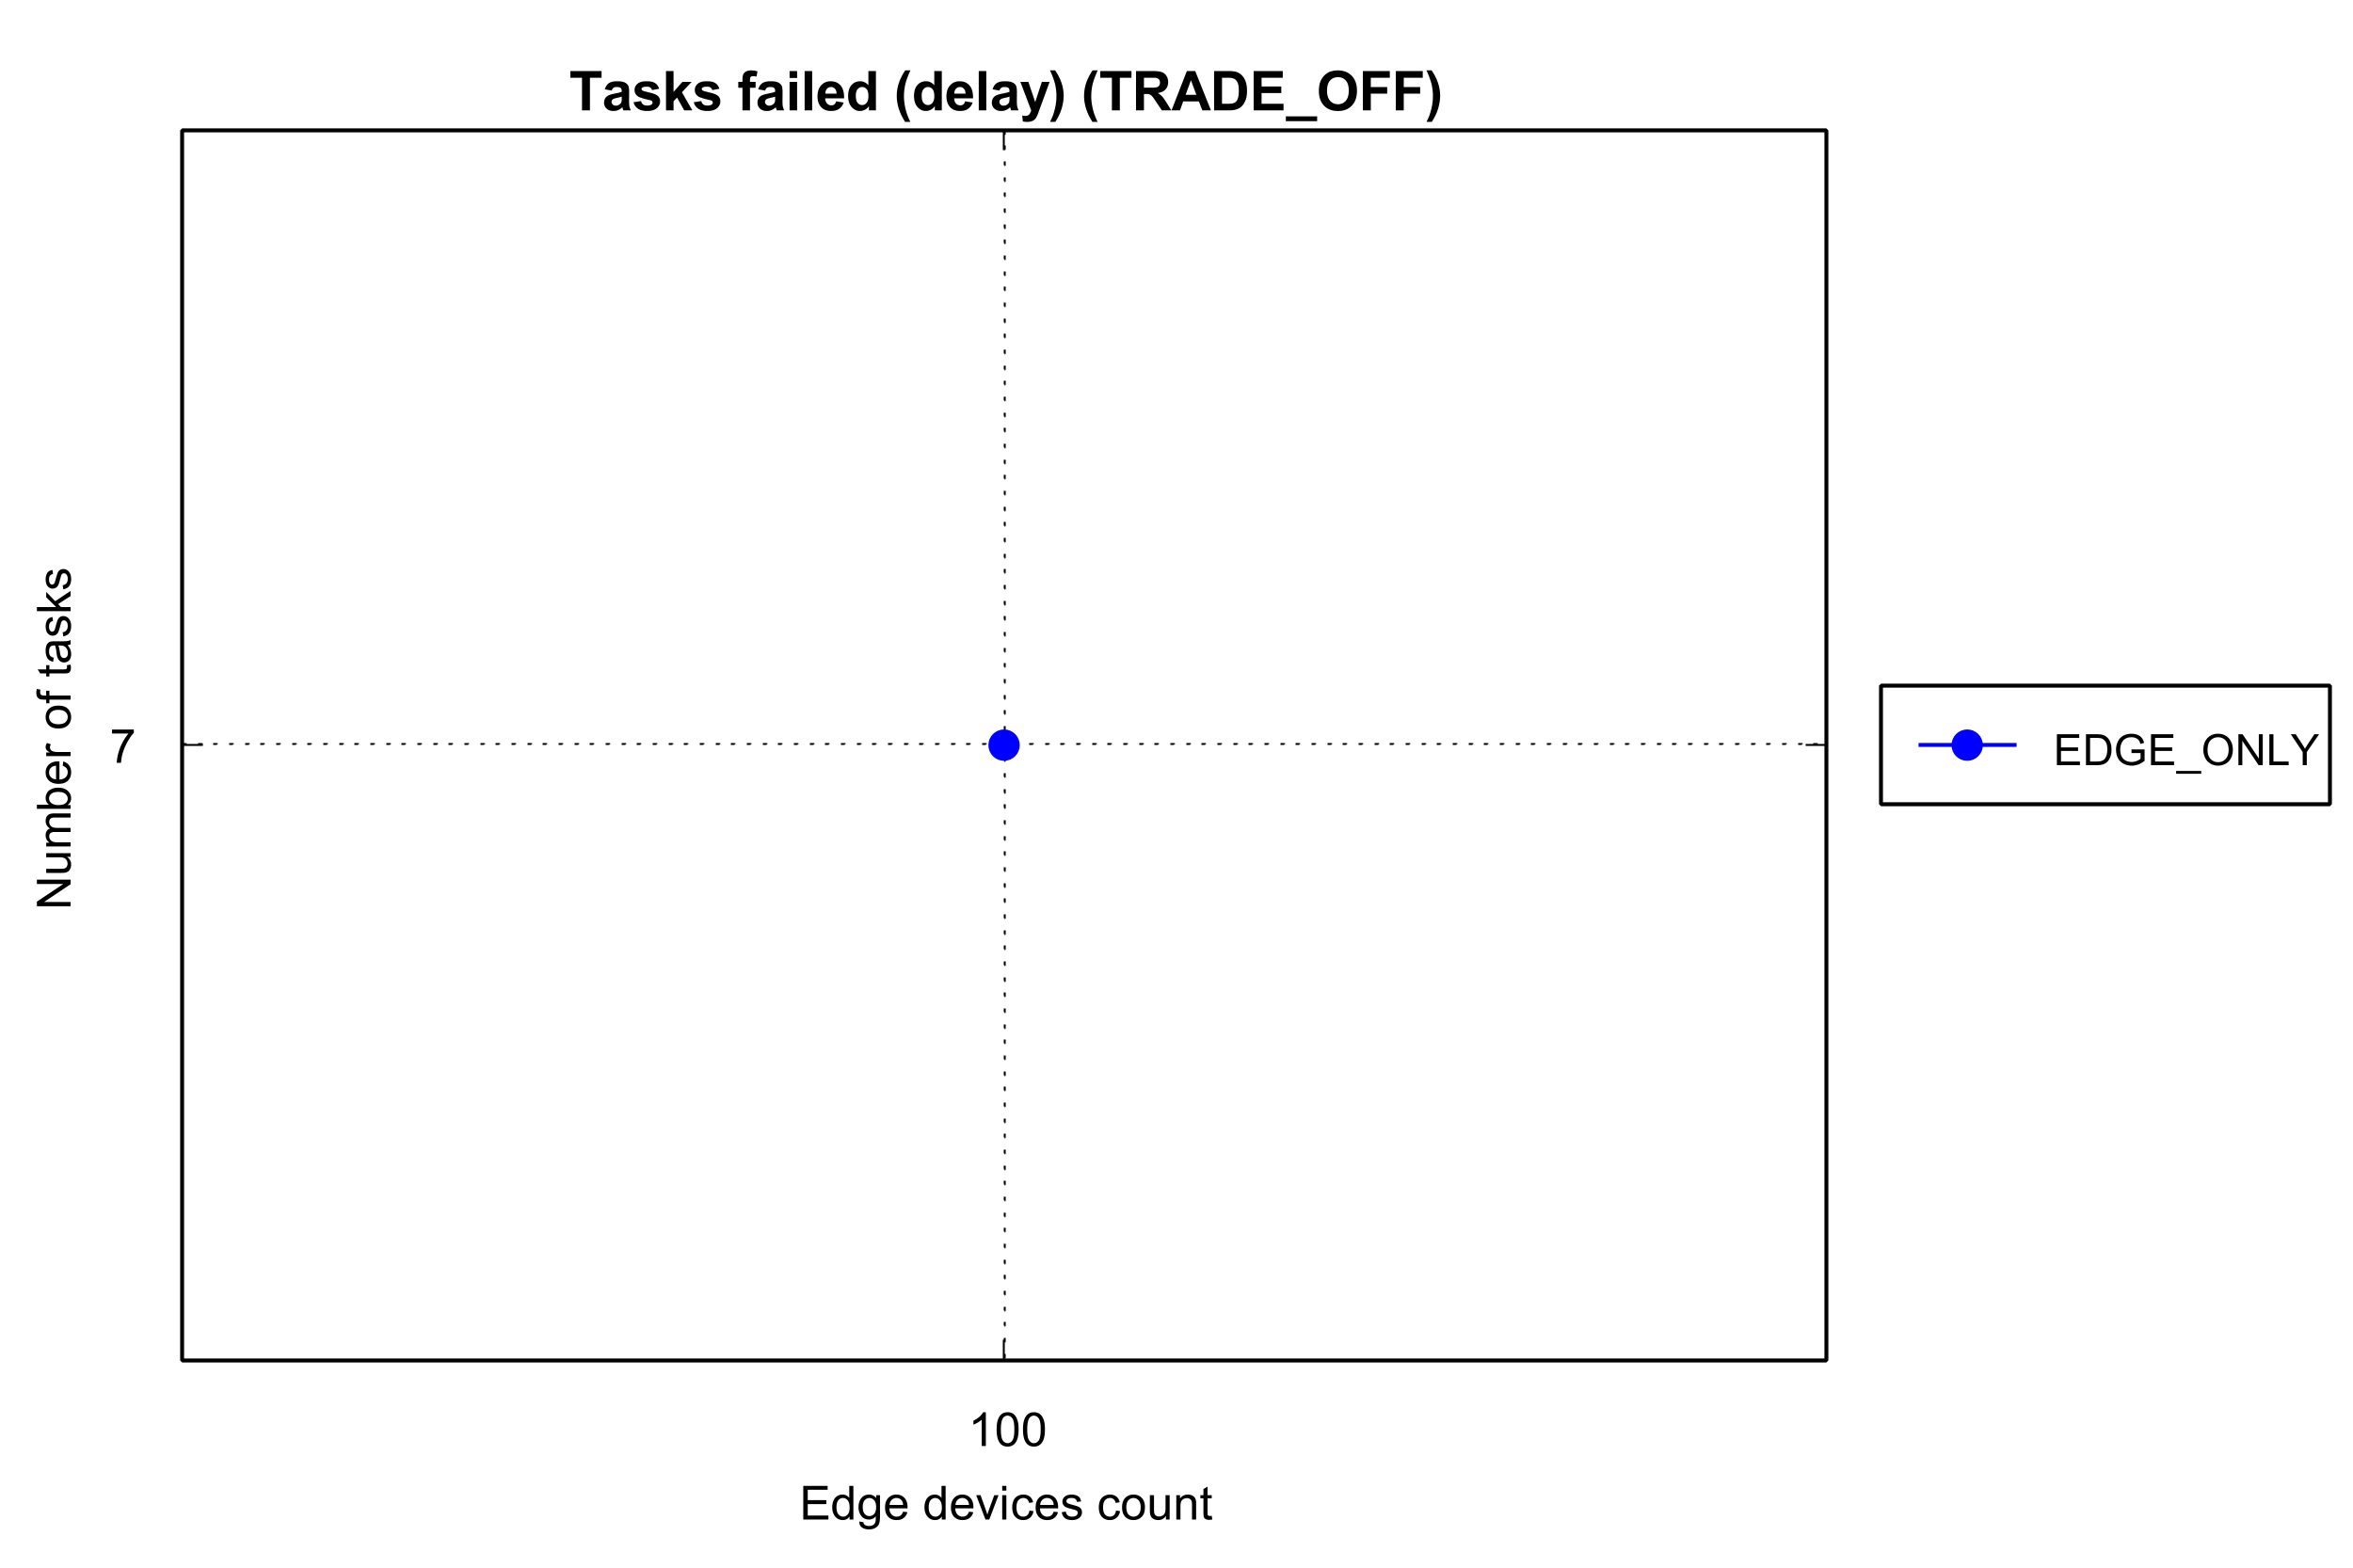 Tasks failed (delay) (TRADE_OFF)
Number of tasks
7
EDGE_ONLY
100
Edge devices count